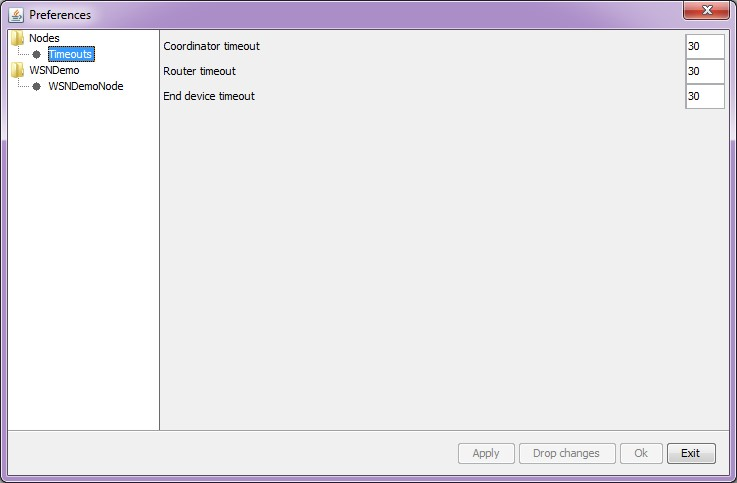 Preferences
Nodes
Timeouts
WSNDemo
WSNDemoNode
Coordinator timeout 30
Router timeout 30
End device timeout 30
Apply Drop changes Ok Exit